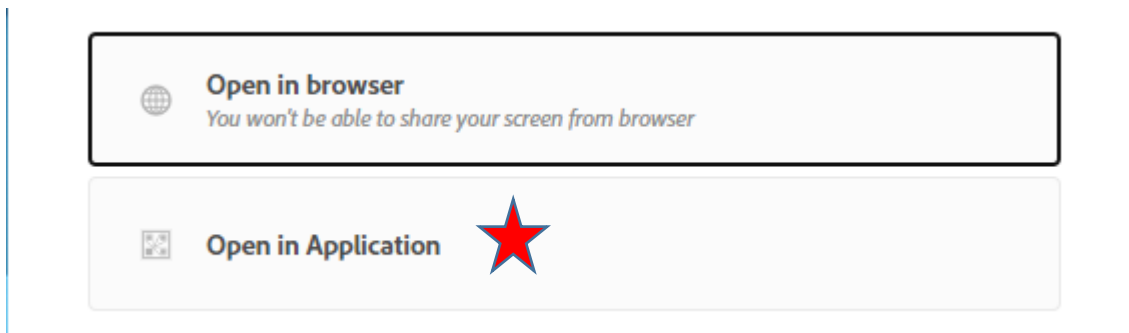 Open in browser
You won't be able to share your screen from browser
Open in Application